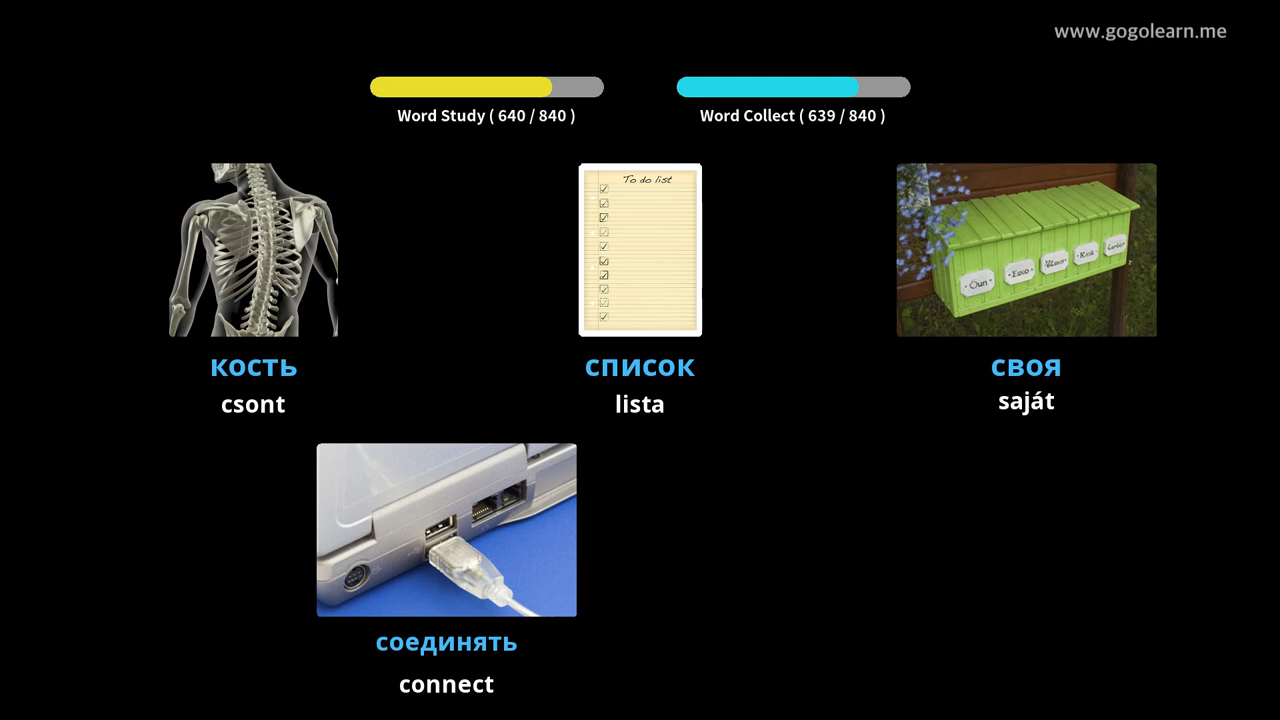 www.gogolearn.me
Word Study ( 640 / 840 )
Word Collect ( 639 / 840 )
To do list
кость
csont
список
lista
своя
saját
соединять
connect